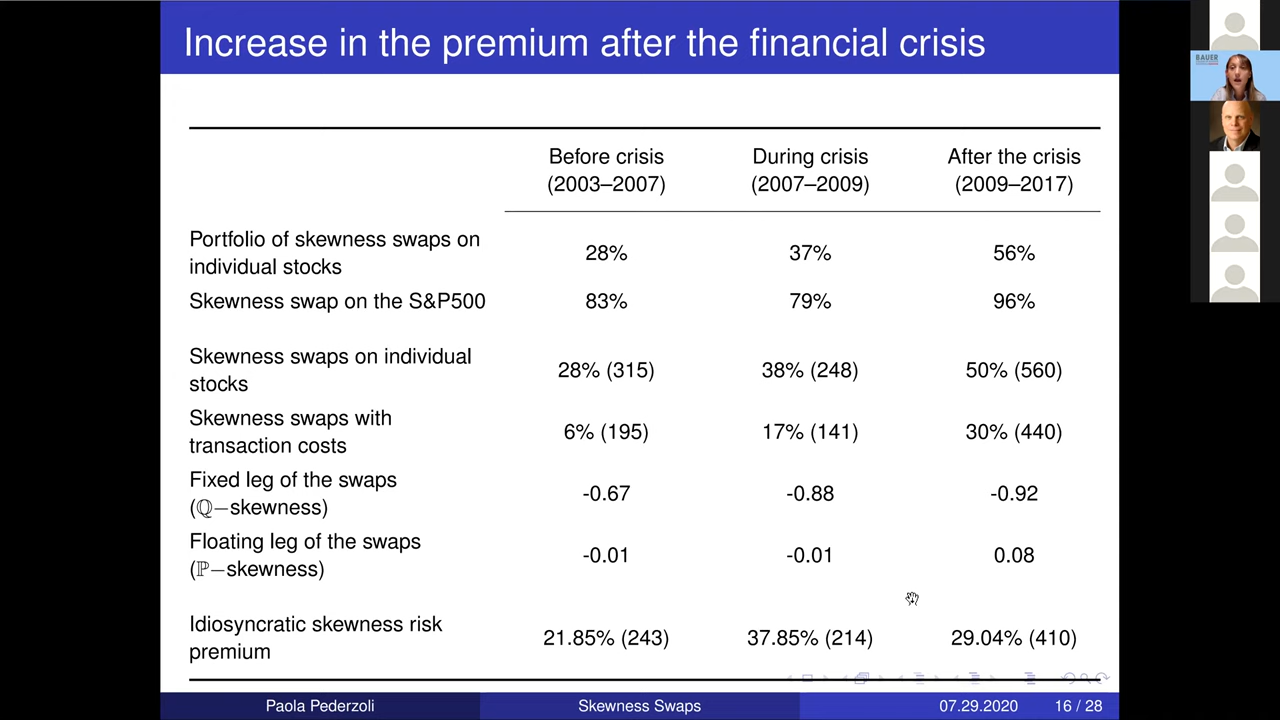 Increase in the premium after the financial crisis
Before crisis During crisis After the crisis
(2003–2007) (2007–2009) (2009–2017)
Portfolio of skewness swaps on
individual stocks 28% 37% 56%
Skewness swap on the S&P500 83% 79% 96%
Skewness swaps on individual
stocks 28% (315) 38% (248) 50% (560)
Skewness swaps with
transaction costs 6% (195) 17% (141) 30% (440)
Fixed leg of the swaps
(ℚ−skewness) -0.67 -0.88 -0.92
Floating leg of the swaps
(ℙ−skewness) -0.01 -0.01 0.08
Idiosyncratic skewness risk
premium 21.85% (243) 37.85% (214) 29.04% (410)
Paola Pederzoli Skewness Swaps 07.29.2020 16 / 28
BAUER